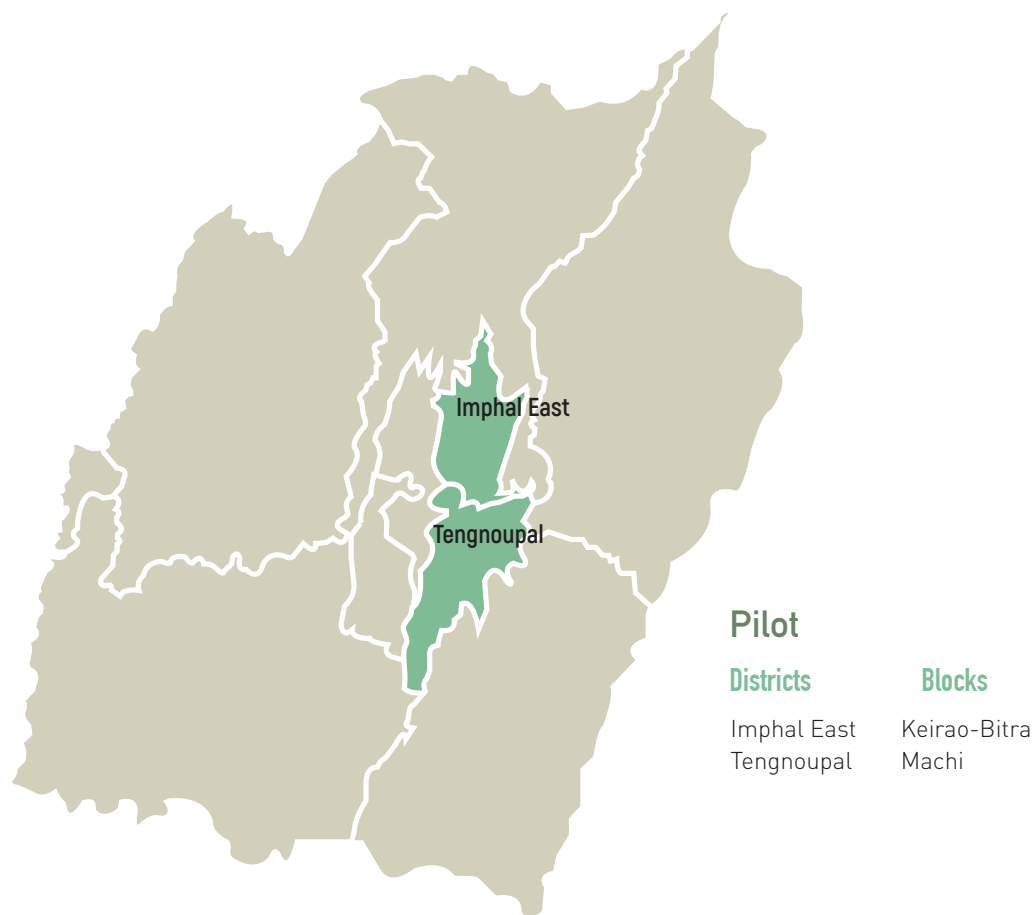 Imphal East
Tengnoupal
Pilot
Districts Blocks
Imphal East Keirao-Bitra
Tengnoupal Machi